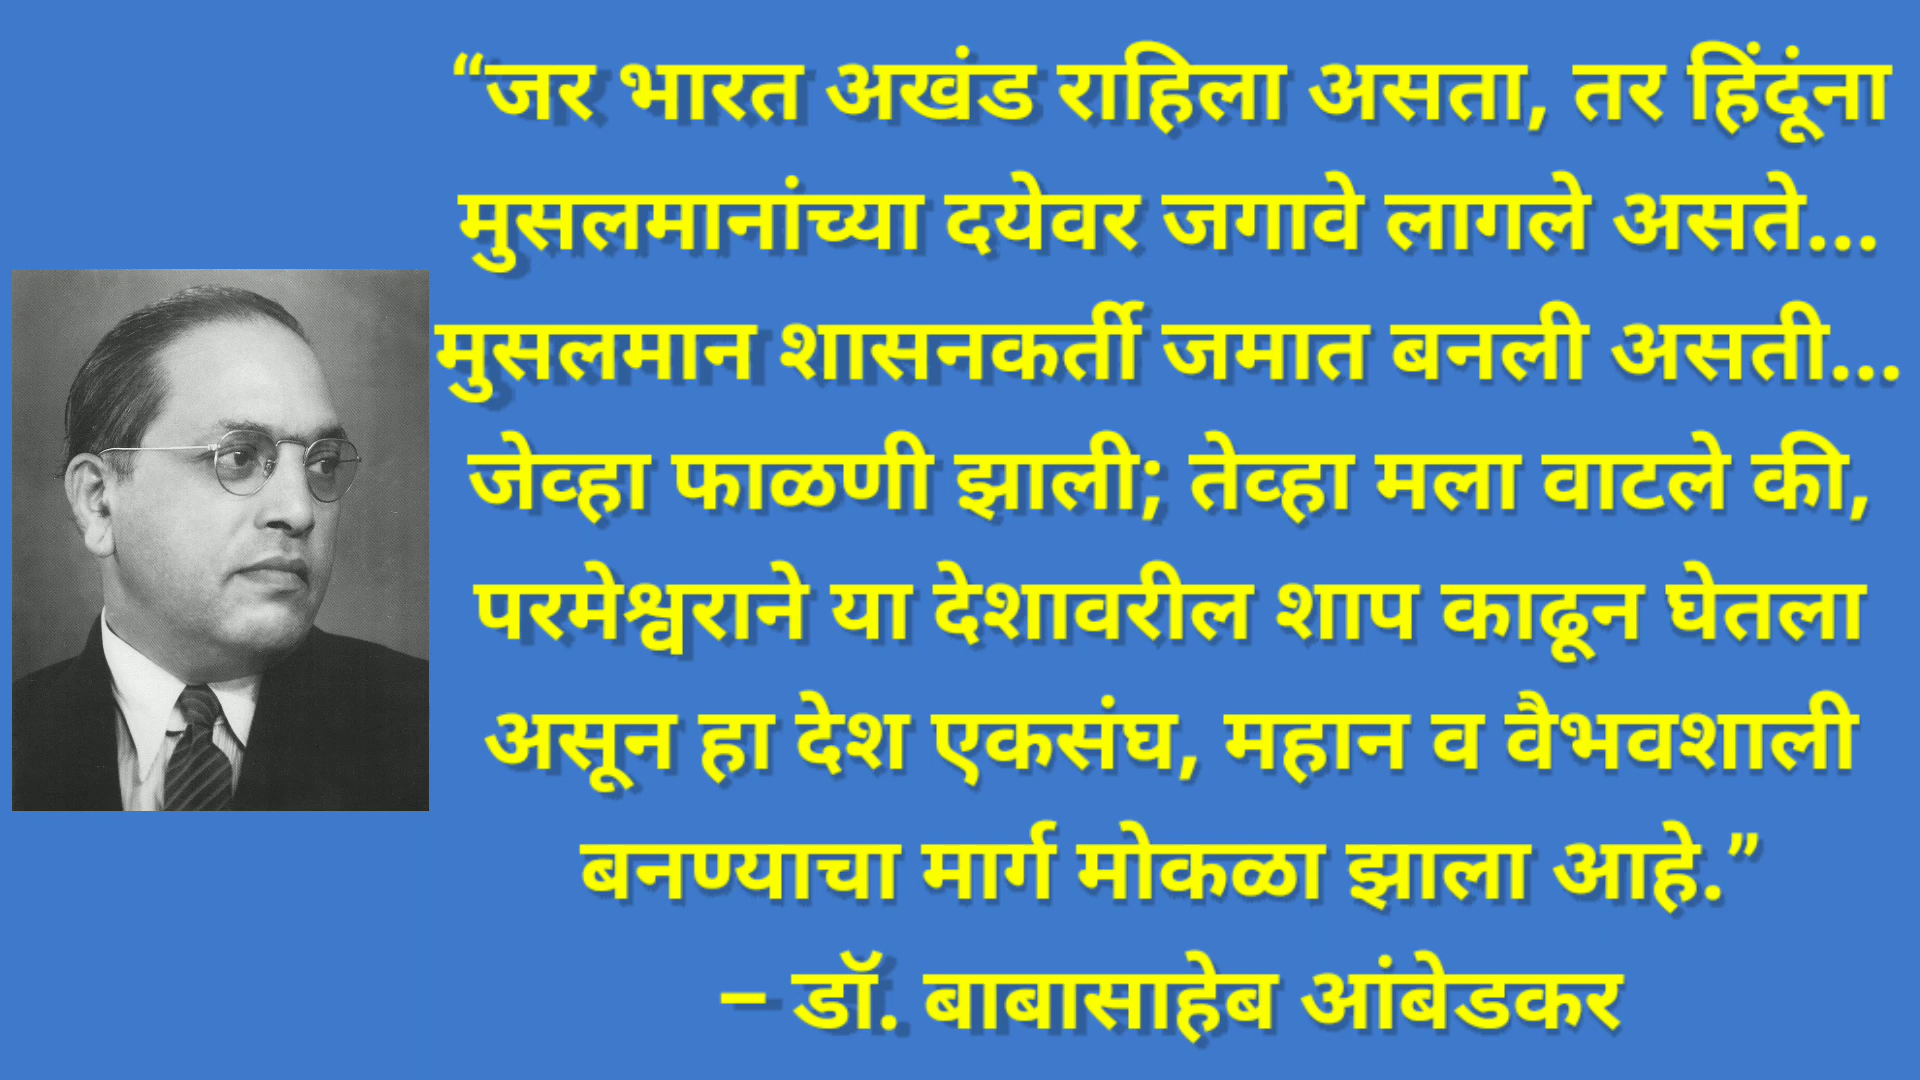 “जर भारत अखंड राहिला असता, तर हिंदूंना
मुसलमानांच्या दयेवर जगावे लागले असते...
मुसलमान शासनकर्ती जमात बनली असती...
जेव्हा फाळणी झाली; तेव्हा मला वाटले की,
परमेश्वराने या देशावरील शाप काढून घेतला
असून हा देश एकसंघ, महान व वैभवशाली
बनण्याचा मार्ग मोकळा झाला आहे.”
– डॉ. बाबासाहेब आंबेडकर